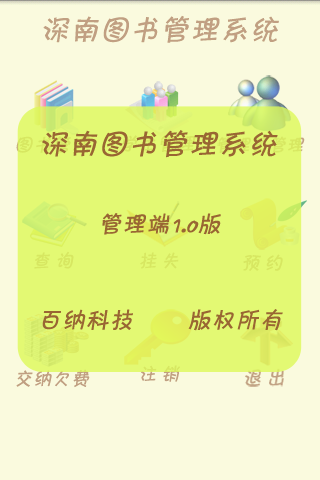 深南图书管理系统
深南图书管理系统
管理端1.0版
百纳科技 版权所有
查询 挂失 预约
交纳欠费 注销 退出